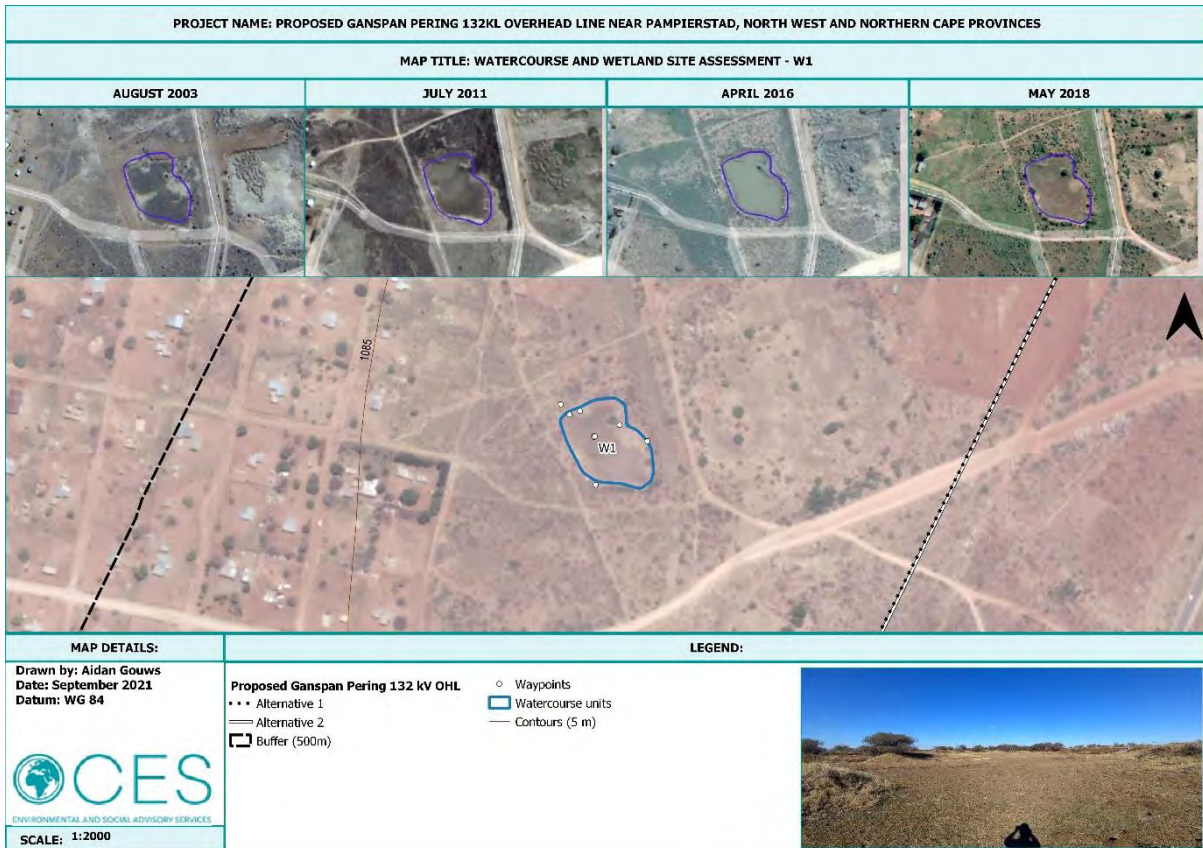 PROJECT NAME: PROPOSED GANSPAN PERING 132KL OVERHEAD LINE NEAR PAMPIERSTAD, NORTH WEST AND NORTHERN CAPE PROVINCES
MAP TITLE: WATERCOURSE AND WETLAND SITE ASSESSMENT - W1
AUGUST 2003
JULY 2011
APRIL 2016
MAY 2018
1085
W1
MAP DETAILS:
Drawn by: Aidan Gouws
Date: September 2021
Datum: WG 84
CES
ENVIRONMENTAL AND SOCIAL ADVISORY SERVICES
SCALE: 1:2000
LEGEND:
Proposed Ganspan Pering 132 kV OHL
Alternative 1
Alternative 2
Buffer (500m)
Waypoints
Watercourse units
Contours (5 m)